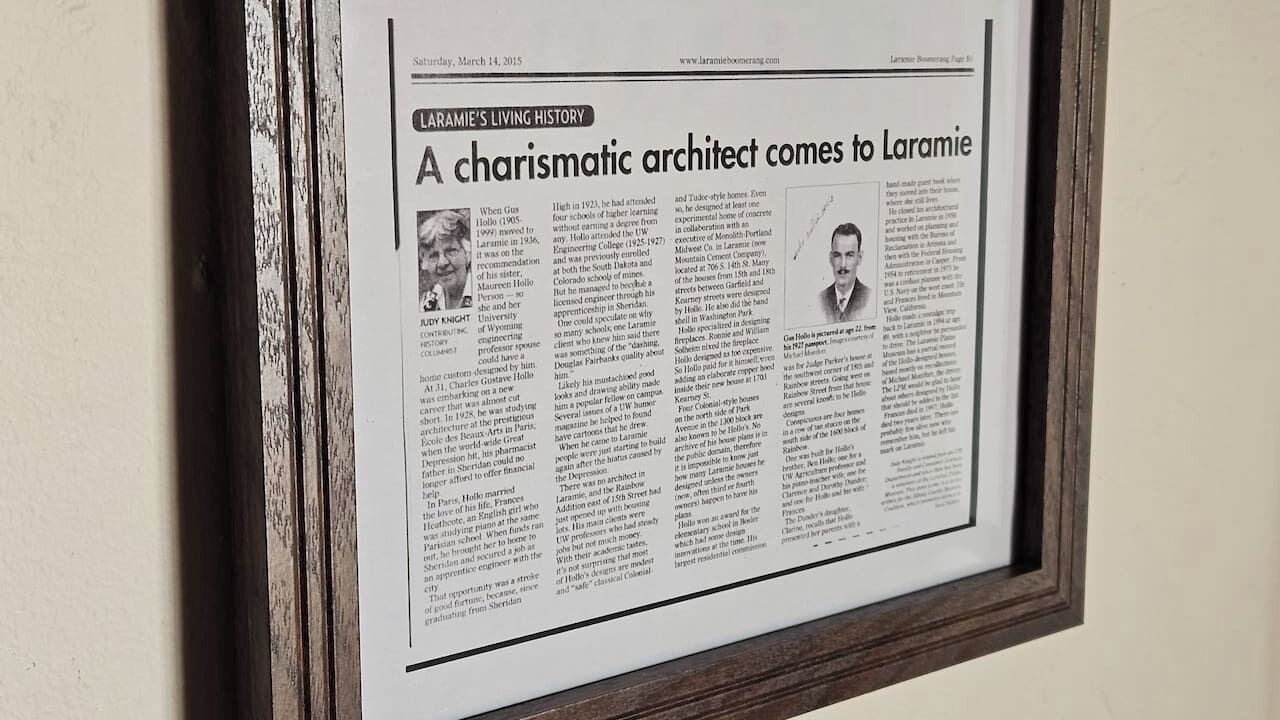 Saturday, March 14, 2015
www.laramieboomerang.com
Laramie Boomerang Page B3
LARAMIE'S LIVING HISTORY
A charismatic architect comes to Laramie
JUDY KNIGHT
CONTRIBUTING
HISTORY
COLUMNIST
When Gus
Hollo (1905-
1999) moved to
Laramie in 1936,
it was on the
recommendation
of his sister,
Maureen Hollo
Person — so
she and her
University
of Wyoming
engineering
professor spouse
could have a
home custom-designed by him.
At 31, Charles Gustave Hollo
was embarking on a new
career that was almost cut
short. In 1928, he was studying
architecture at the prestigious
École des Beaux-Arts in Paris,
when the world-wide Great
Depression hit, his pharmacist
father in Sheridan could no
longer afford to offer financial
help.
In Paris, Hollo married
the love of his life, Frances
Heathcote, an English girl who
was studying piano at the same
Parisian school. When funds ran
out, he brought her to home to
Sheridan and secured a job as
an apprentice engineer with the
city
That opportunity was a stroke
of good fortune, because, since
graduating from Sheridan
High in 1923, he had attended
four schools of higher learning
without earning a degree from
any. Hollo attended the UW
Engineering College (1925-1927)
and was previously enrolled
at both the South Dakota and
Colorado schools of mines.
But he managed to become a
licensed engineer through his
apprenticeship in Sheridan.
One could speculate on why
so many schools; one Laramie
client who knew him said there
was something of the "dashing,
Douglas Fairbanks quality about
him."
Likely his mustachioed good
looks and drawing ability made
him a popular fellow on campus.
Several issues of a UW humor
magazine he helped to found
have cartoons that he drew.
When he came to Laramie
people were just starting to build
again after the hiatus caused by
the Depression.
There was no architect in
Laramie, and the Rainbow
Addition east of 15th Street had
just opened up with housing
lots. His main clients were
UW professors who had steady
jobs but not much money.
With their academic tastes,
it's not surprising that most
of Hollo's designs are modest
and "safe" classical Colonial-
and Tudor-style homes. Even
so, he designed at least one
experimental home of concrete
in collaboration with an
executive of Monolith-Portland
Midwest Co. in Laramie (now
Mountain Cement Company),
located at 706 S. 14th St. Many
of the houses from 15th and 18th
streets between Garfield and
Kearney streets were designed
by Hollo. He also did the band
shell in Washington Park.
Hollo specialized in designing
fireplaces. Ronnie and William
Solheim nixed the fireplace
Hollo designed as too expensive.
So Hollo paid for it himself, even
adding an elaborate copper hood
inside their new house at 1703
Kearney St.
Four Colonial-style houses
on the north side of Park
Avenue in the 1300 block are
also known to be Hollo's. No
archive of his house plans is in
the public domain, therefore
it is impossible to know just
how many Laramie houses he
designed unless the owners
(now, often third or fourth
owners) happen to have his
plans.
Hollo won an award for the
elementary school in Bosler
which had some design
innovations at the time. His
largest residential commission
Gus Hollo is pictured at age 22, from
his 1927 passport. Images courtesy of
Michael Montfort
was for Judge Parker's house at
the southwest corner of 18th and
Rainbow streets. Going west on
Rainbow Street from that house
are several known to be Hollo
designs.
Conspicuous are four homes
in a row of tan stucco on the
south side of the 1600 block of
Rainbow.
One was built for Hollo's
brother, Ben Hollo; one for a
UW Agriculture professor and
his piano-teacher wife; one for
Clarence and Dorothy Dunder,
and one for Hollo and his wife
Frances.
The Dunder's daughter,
Clarine, recalls that Hollo
presented her parents with a
hand-made guest book when
they moved into their house,
where she still lives.
He closed his architectural
practice in Laramie in 1950
and worked on planning and
housing with the Bureau of
Reclamation in Arizona and
then with the Federal Housing
Administration in Casper. From
1954 to retirement in 1975 he
was a civilian planner with the
U.S. Navy on the west coast. He
and Frances lived in Mountain
View, California.
Hollo made a nostalgic trip
back to Laramie in 1994 at age
89, with a neighbor he persuaded
to drive. The Laramie Plains
Museum has a partial record
of the Hollo-designed houses,
based mostly on recollections
of Michael Montfort, the driver.
The LPM would be glad to hear
about others designed by Hollo
that should be added to the list.
Frances died in 1997; Hollo
died two years later. There are
probably few alive now who
remember him, but he left his
mark on Laramie.